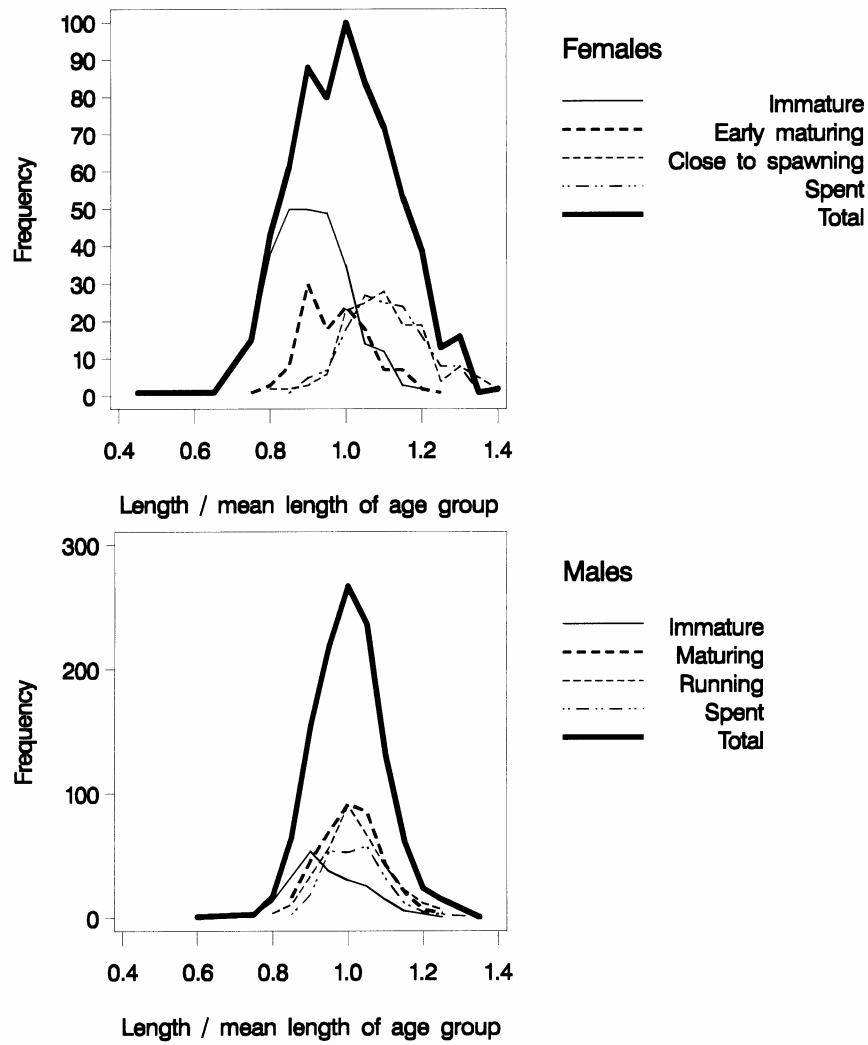 100
90
80
70
60
50
40
30
20
10
0
Frequency
0.4 0.6 0.8 1.0 1.2 1.4
Length / mean length of age group
Females
Immature
Early maturing
Close to spawning
Spent
Total
300
200
100
0
Frequency
0.4 0.6 0.8 1.0 1.2 1.4
Length / mean length of age group
Males
Immature
Maturing
Running
Spent
Total